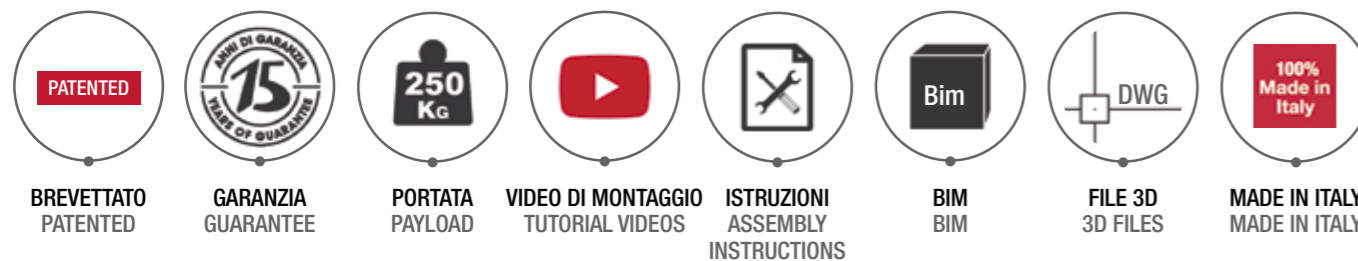 PATENTED
ANNI DI GARANZIA
15
YEARS OF GUARANTEE
250
KG
Bim
DWG
100%
Made in
Italy
BREVETTATO
PATENTED
GARANZIA
GUARANTEE
PORTATA
PAYLOAD
VIDEO DI MONTAGGIO
TUTORIAL VIDEOS
ISTRUZIONI
ASSEMBLY
INSTRUCTIONS
BIM
BIM
FILE 3D
3D FILES
MADE IN ITALY
MADE IN ITALY